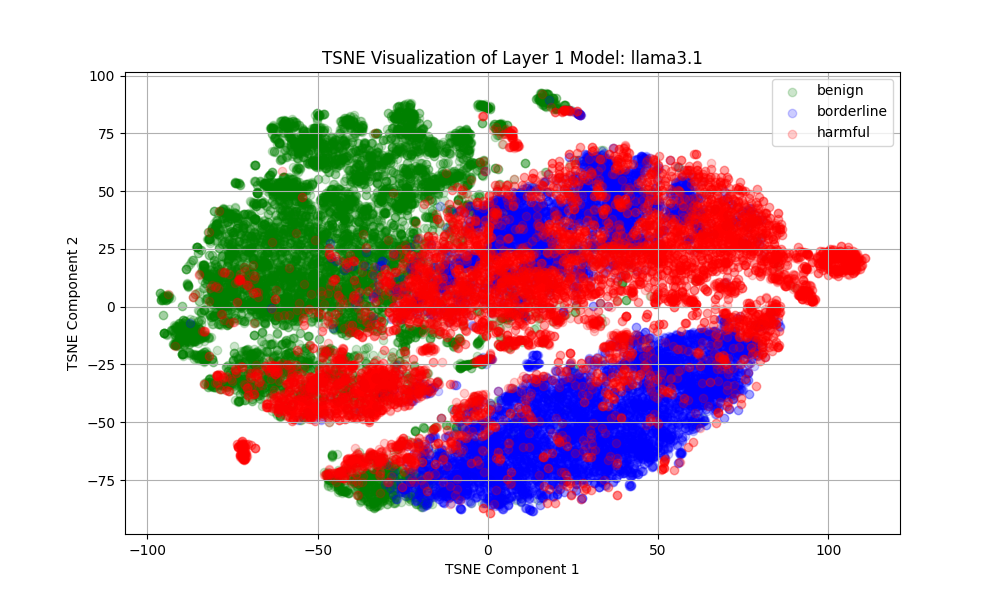 TSNE Visualization of Layer 1 Model: llama3.1
benign
borderline
harmful
TSNE Component 2
100
75
50
25
0
−25
−50
−75
−100
−50
0
50
100
TSNE Component 1